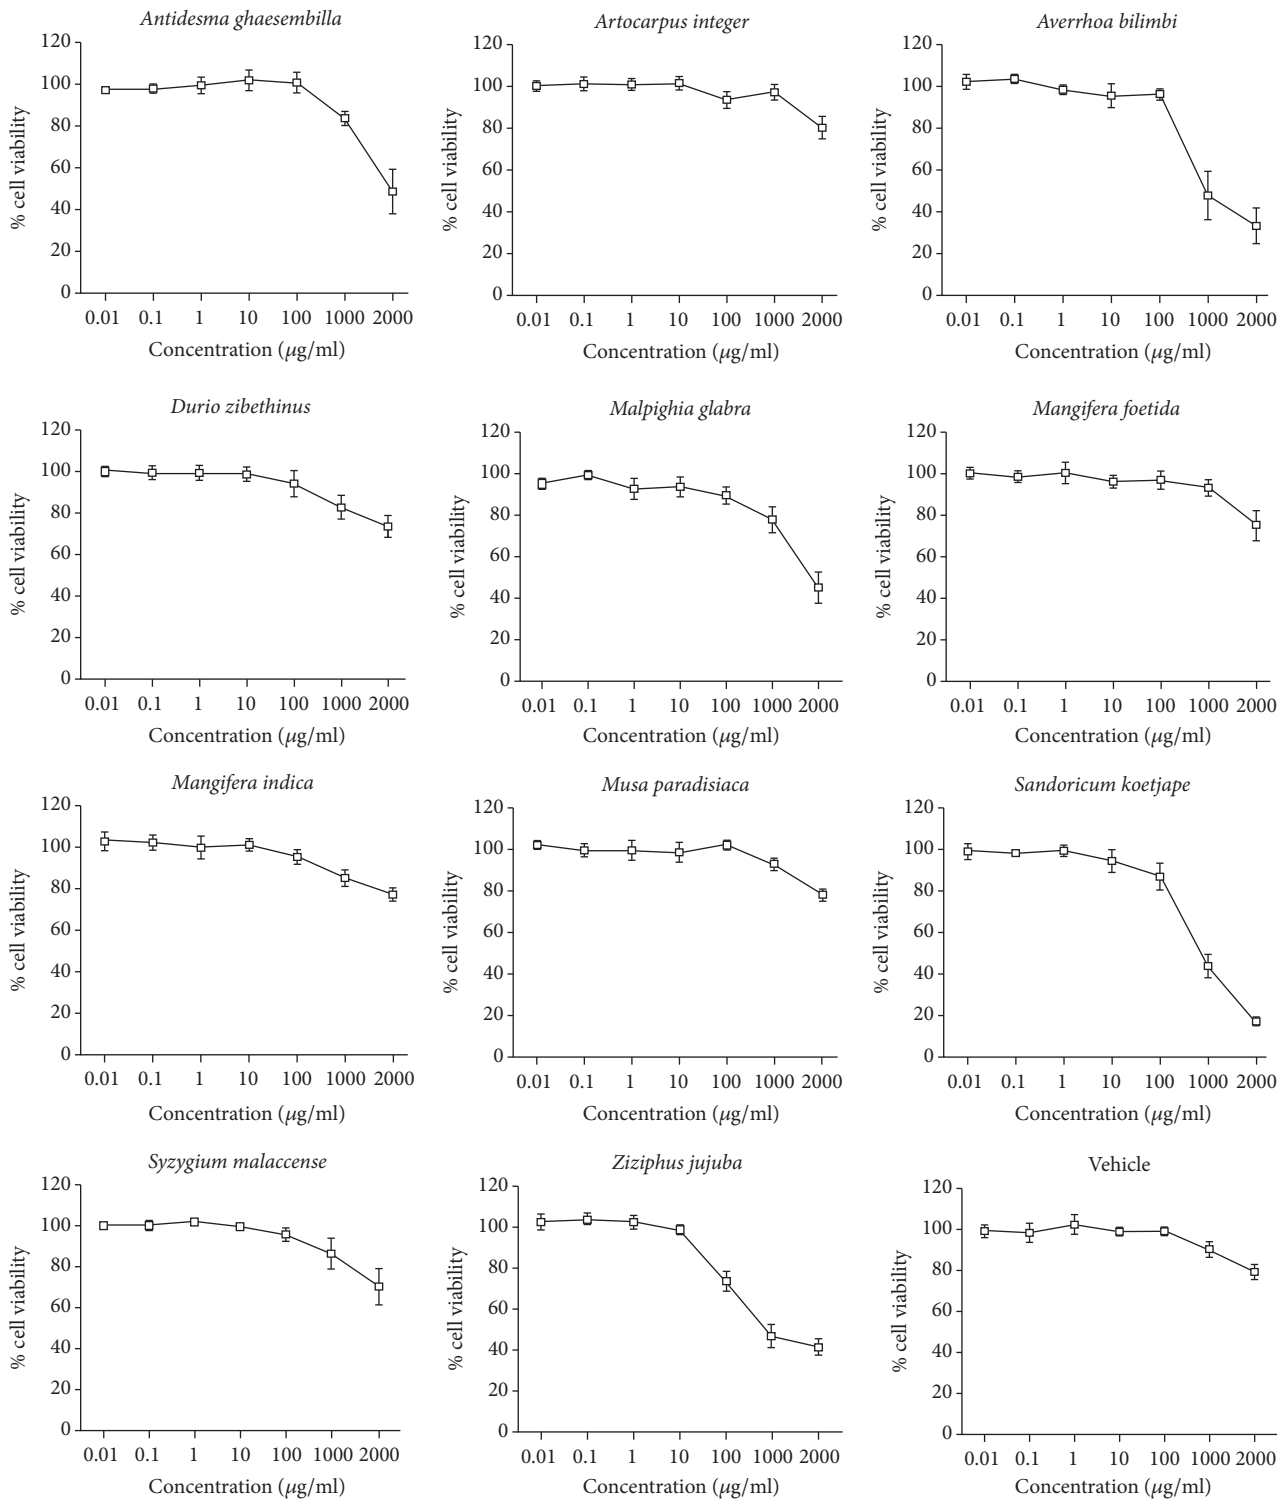 Antidesma ghaesembilla
120
100
80
60
40
20
0
% cell viability
0.01 0.1 1 10 100 1000 2000
Concentration (μg/ml)
Artocarpus integer
120
100
80
60
40
20
0
% cell viability
0.01 0.1 1 10 100 1000 2000
Concentration (μg/ml)
Averrhoa bilimbi
120
100
80
60
40
20
0
% cell viability
0.01 0.1 1 10 100 1000 2000
Concentration (μg/ml)
Durio zibethinus
120
100
80
60
40
20
0
% cell viability
0.01 0.1 1 10 100 1000 2000
Concentration (μg/ml)
Malpighia glabra
120
100
80
60
40
20
0
% cell viability
0.01 0.1 1 10 100 1000 2000
Concentration (μg/ml)
Mangifera foetida
120
100
80
60
40
20
0
% cell viability
0.01 0.1 1 10 100 1000 2000
Concentration (μg/ml)
Mangifera indica
120
100
80
60
40
20
0
% cell viability
0.01 0.1 1 10 100 1000 2000
Concentration (μg/ml)
Musa paradisiaca
120
100
80
60
40
20
0
% cell viability
0.01 0.1 1 10 100 1000 2000
Concentration (μg/ml)
Sandoricum koetjape
120
100
80
60
40
20
0
% cell viability
0.01 0.1 1 10 100 1000 2000
Concentration (μg/ml)
Syzygium malaccense
120
100
80
60
40
20
0
% cell viability
0.01 0.1 1 10 100 1000 2000
Concentration (μg/ml)
Ziziphus jujuba
120
100
80
60
40
20
0
% cell viability
0.01 0.1 1 10 100 1000 2000
Concentration (μg/ml)
Vehicle
120
100
80
60
40
20
0
% cell viability
0.01 0.1 1 10 100 1000 2000
Concentration (μg/ml)